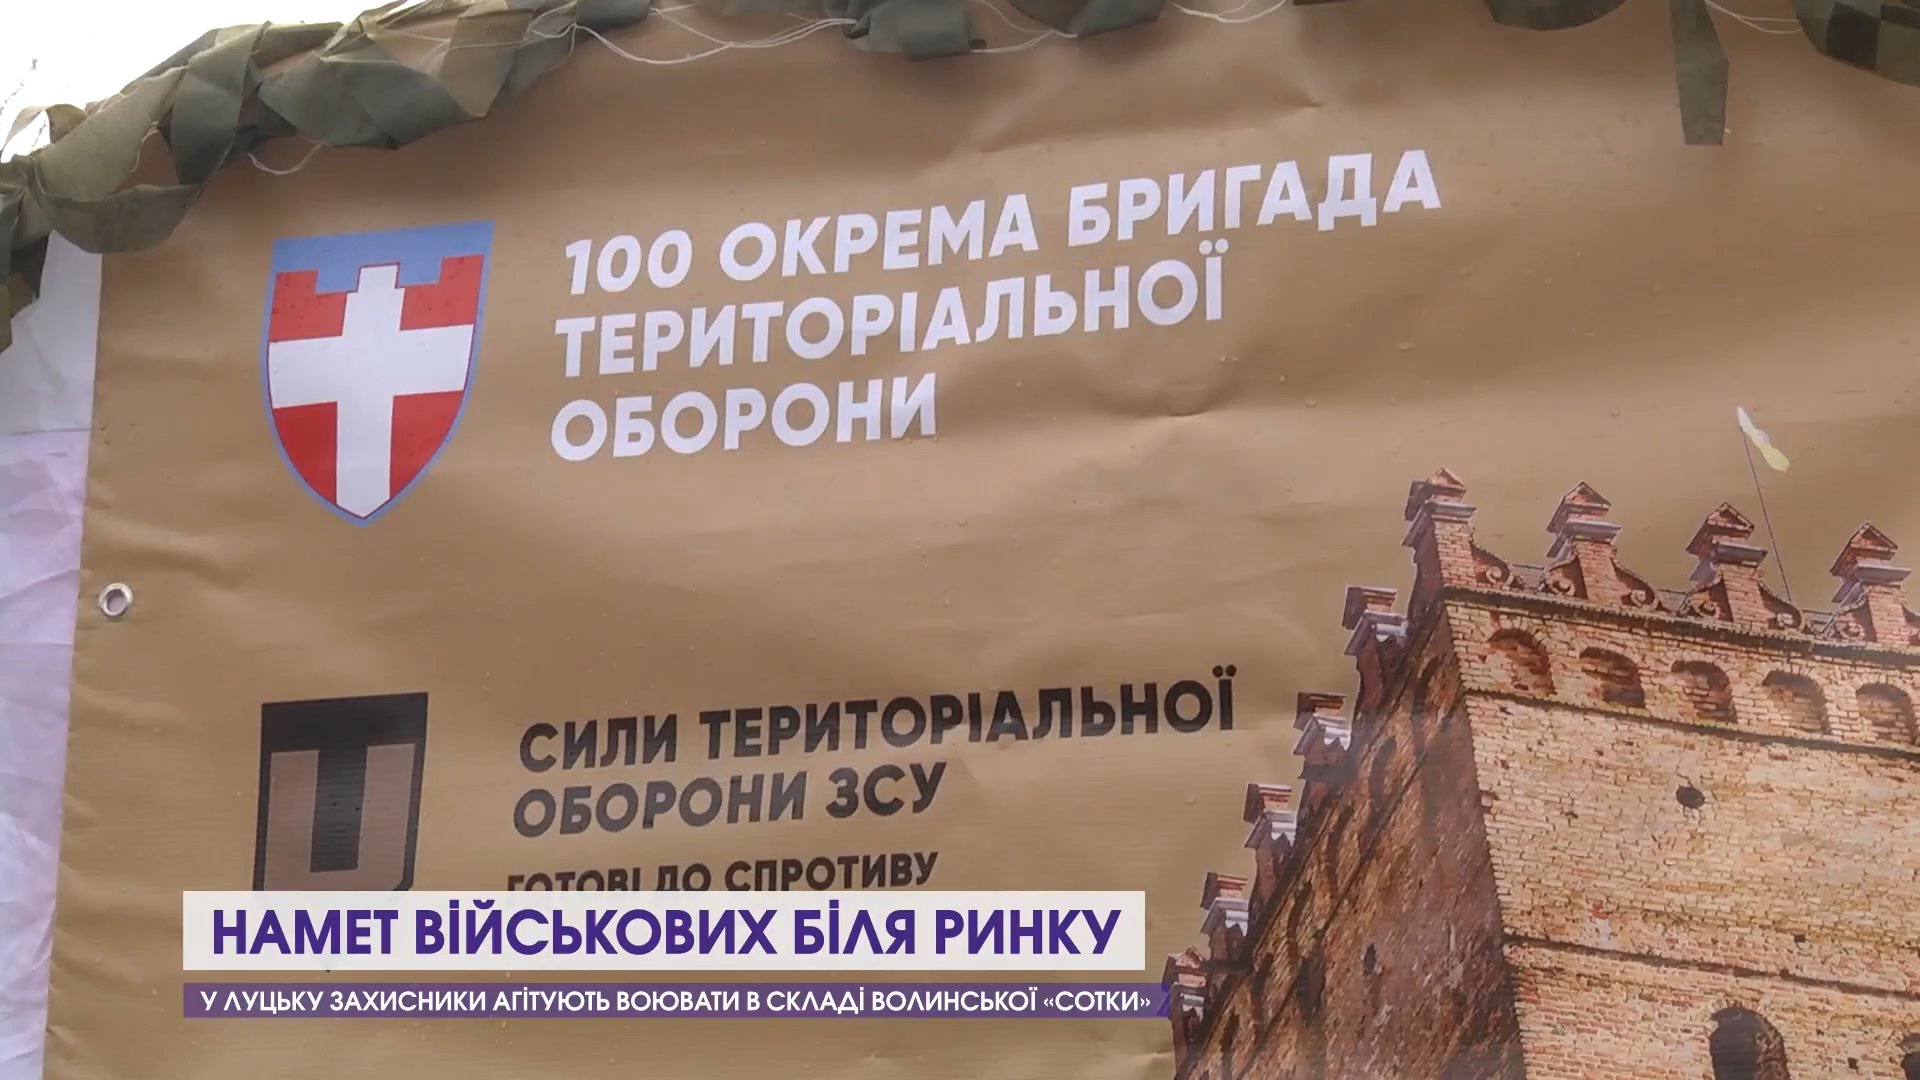 100 ОКРЕМА БРИГАДА
ТЕРИТОРІАЛЬНОЇ
ОБОРОНИ
СИЛИ ТЕРИТОРІАЛЬНОЇ
ОБОРОНИ ЗСУ
ГОТОВІ ДО СПРОТИВУ
НАМЕТ ВІЙСЬКОВИХ БІЛЯ РИНКУ
У ЛУЦЬКУ ЗАХИСНИКИ АГІТУЮТЬ ВОЮВАТИ В СКЛАДІ ВОЛИНСЬКОЇ «СОТКИ»